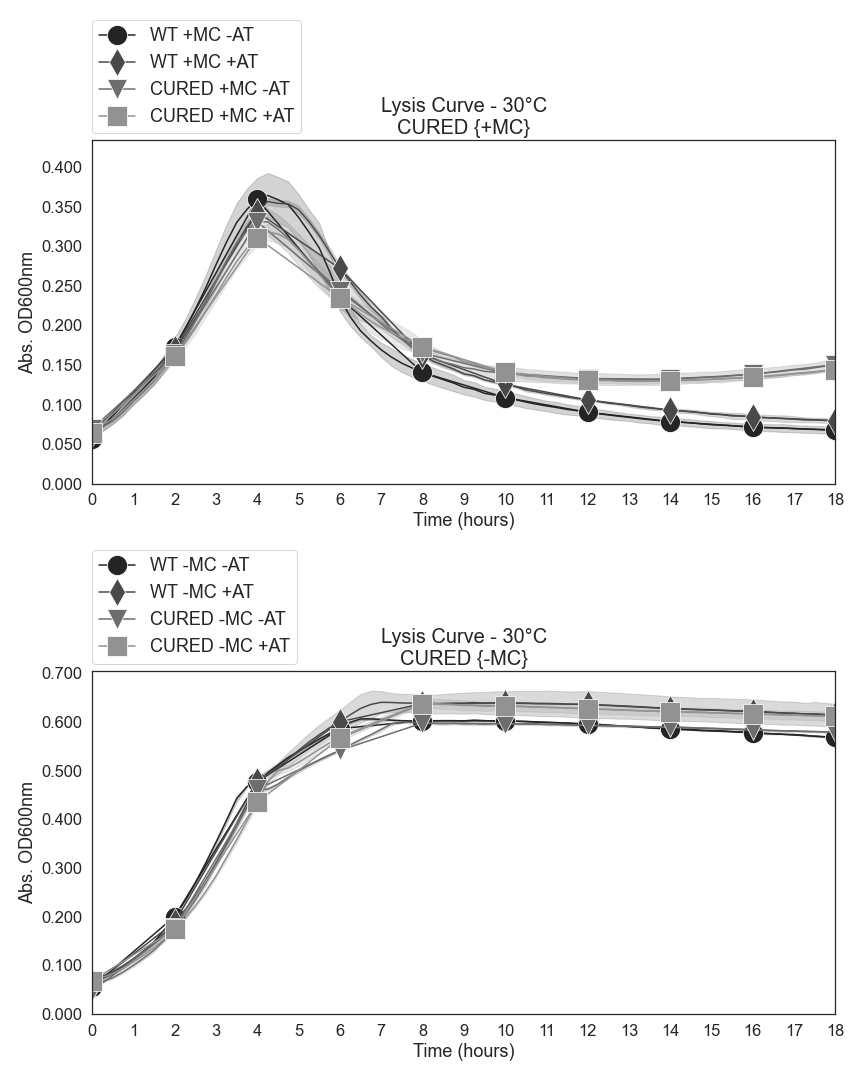 WT +MC -AT
WT +MC +AT
CURED +MC -AT
CURED +MC +AT
Lysis Curve - 30°C
CURED {+MC}
0.400
0.350
0.300
0.250
0.200
0.150
0.100
0.050
0.000
Abs. OD600nm
0 1 2 3 4 5 6 7 8 9 10 11 12 13 14 15 16 17 18
Time (hours)
WT -MC -AT
WT -MC +AT
CURED -MC -AT
CURED -MC +AT
Lysis Curve - 30°C
CURED {-MC}
0.700
0.600
0.500
0.400
0.300
0.200
0.100
0.000
Abs. OD600nm
0 1 2 3 4 5 6 7 8 9 10 11 12 13 14 15 16 17 18
Time (hours)